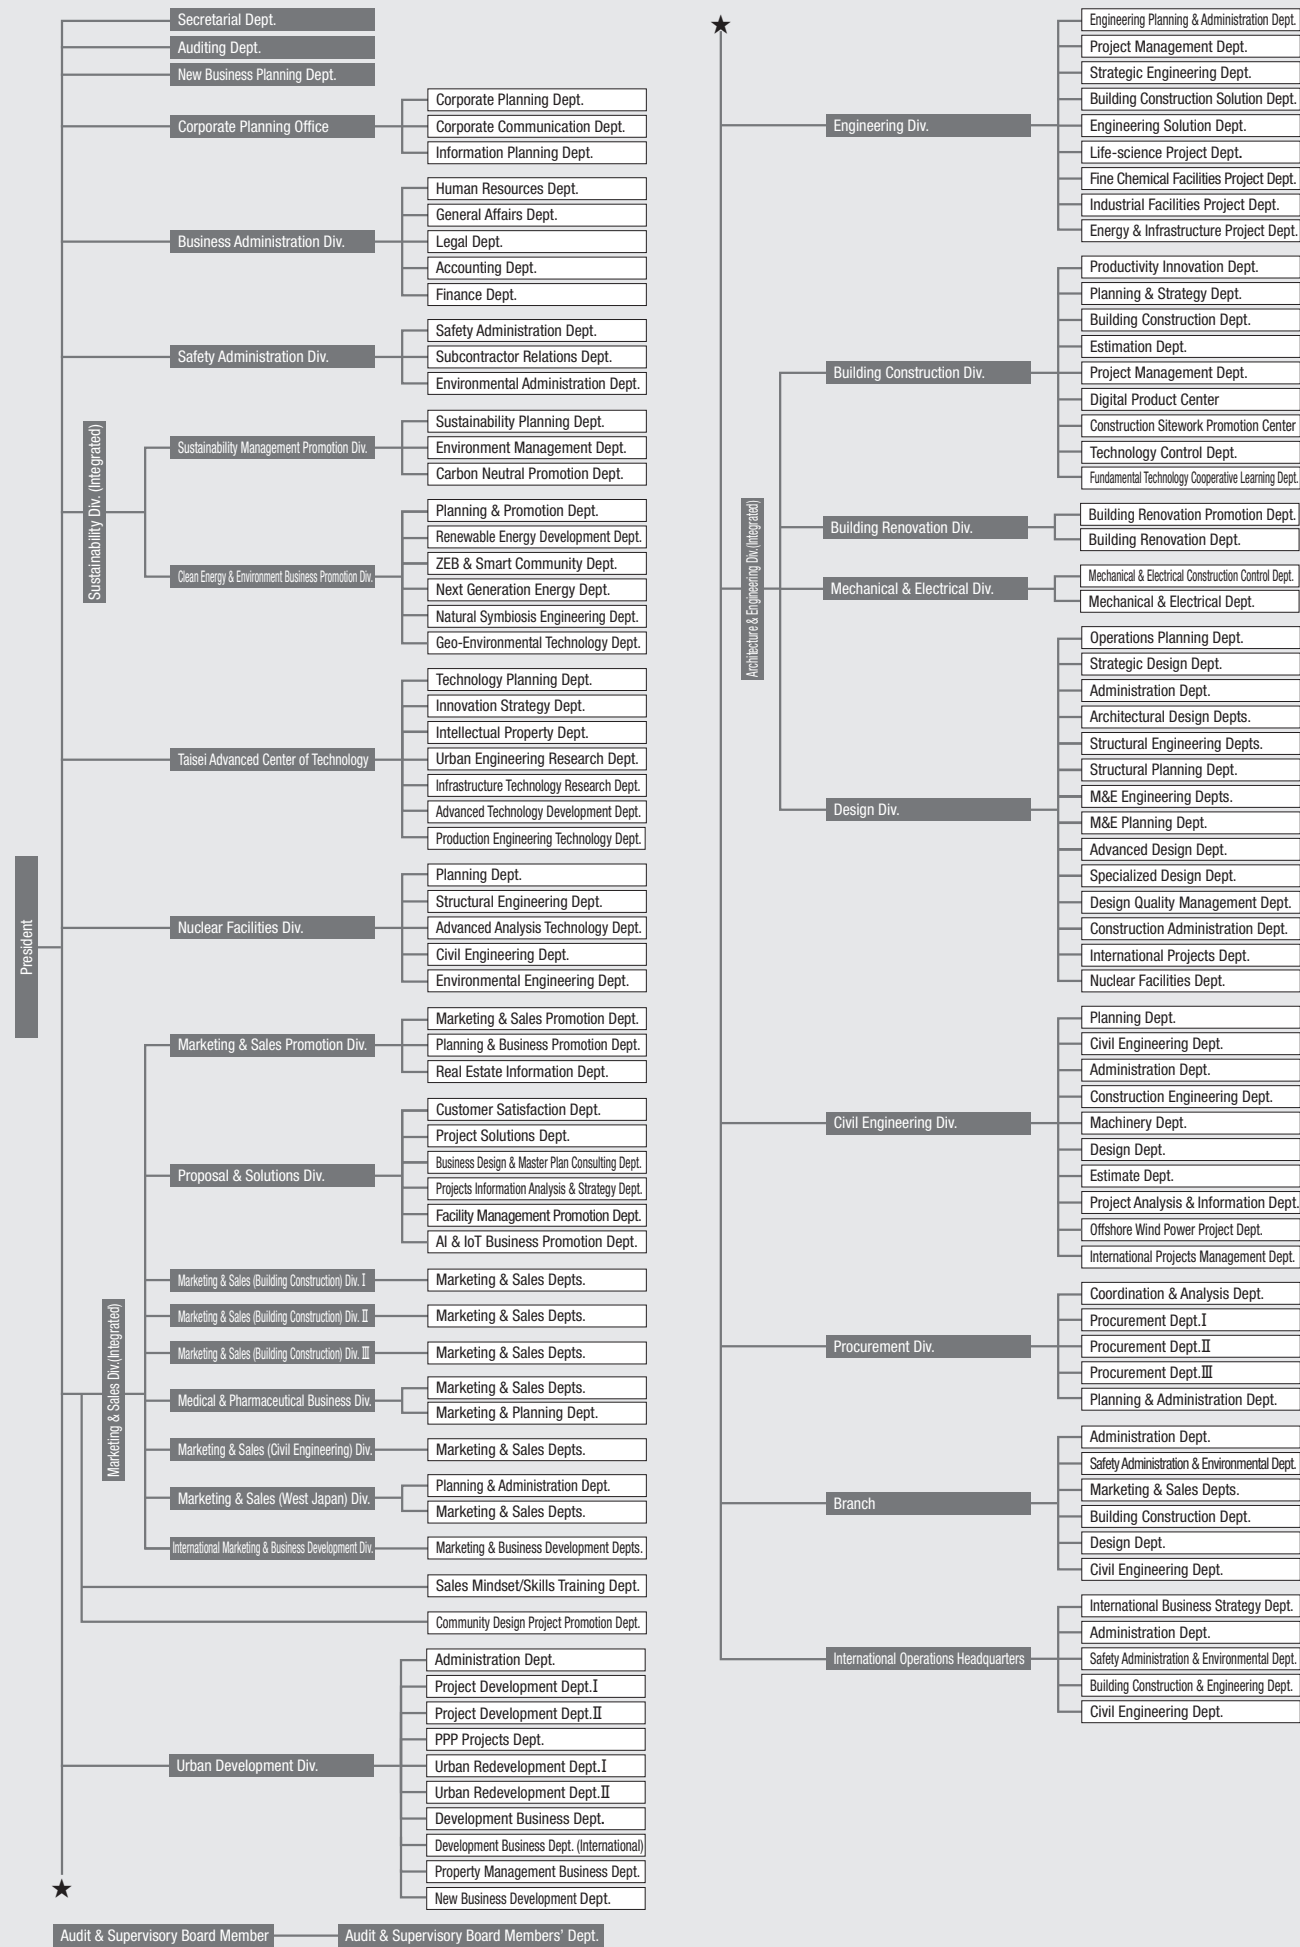 President
Secretarial Dept.
Auditing Dept.
New Business Planning Dept.
Corporate Planning Office
Corporate Planning Dept.
Corporate Communication Dept.
Information Planning Dept.
Business Administration Div.
Human Resources Dept.
General Affairs Dept.
Legal Dept.
Accounting Dept.
Finance Dept.
Safety Administration Div.
Safety Administration Dept.
Subcontractor Relations Dept.
Environmental Administration Dept.
Sustainability Div. (Integrated)
Sustainability Management Promotion Div.
Sustainability Planning Dept.
Environment Management Dept.
Carbon Neutral Promotion Dept.
Clean Energy & Environment Business Promotion Div.
Planning & Promotion Dept.
Renewable Energy Development Dept.
ZEB & Smart Community Dept.
Next Generation Energy Dept.
Natural Symbiosis Engineering Dept.
Geo-Environmental Technology Dept.
Taisei Advanced Center of Technology
Technology Planning Dept.
Innovation Strategy Dept.
Intellectual Property Dept.
Urban Engineering Research Dept.
Infrastructure Technology Research Dept.
Advanced Technology Development Dept.
Production Engineering Technology Dept.
Nuclear Facilities Div.
Planning Dept.
Structural Engineering Dept.
Advanced Analysis Technology Dept.
Civil Engineering Dept.
Environmental Engineering Dept.
Marketing & Sales Div.(Integrated)
Marketing & Sales Promotion Div.
Marketing & Sales Promotion Dept.
Planning & Business Promotion Dept.
Real Estate Information Dept.
Proposal & Solutions Div.
Customer Satisfaction Dept.
Project Solutions Dept.
Business Design & Master Plan Consulting Dept.
Projects Information Analysis & Strategy Dept.
Facility Management Promotion Dept.
AI & IoT Business Promotion Dept.
Marketing & Sales (Building Construction) Div. Ⅰ
Marketing & Sales Depts.
Marketing & Sales (Building Construction) Div. Ⅱ
Marketing & Sales Depts.
Marketing & Sales (Building Construction) Div. Ⅲ
Marketing & Sales Depts.
Medical & Pharmaceutical Business Div.
Marketing & Sales Depts.
Marketing & Planning Dept.
Marketing & Sales (Civil Engineering) Div.
Marketing & Sales Depts.
Marketing & Sales (West Japan) Div.
Planning & Administration Dept.
Marketing & Sales Depts.
International Marketing & Business Development Div.
Marketing & Business Development Depts.
Sales Mindset/Skills Training Dept.
Community Design Project Promotion Dept.
Urban Development Div.
Administration Dept.
Project Development Dept.Ⅰ
Project Development Dept.Ⅱ
PPP Projects Dept.
Urban Redevelopment Dept.Ⅰ
Urban Redevelopment Dept.Ⅱ
Development Business Dept.
Development Business Dept. (International)
Property Management Business Dept.
New Business Development Dept.
★
Audit & Supervisory Board Member
Audit & Supervisory Board Members' Dept.
★
Engineering Div.
Engineering Planning & Administration Dept.
Project Management Dept.
Strategic Engineering Dept.
Building Construction Solution Dept.
Engineering Solution Dept.
Life-science Project Dept.
Fine Chemical Facilities Project Dept.
Industrial Facilities Project Dept.
Energy & Infrastructure Project Dept.
Architecture & Engineering Div.(Integrated)
Building Construction Div.
Productivity Innovation Dept.
Planning & Strategy Dept.
Building Construction Dept.
Estimation Dept.
Project Management Dept.
Digital Product Center
Construction Sitework Promotion Center
Technology Control Dept.
Fundamental Technology Cooperative Learning Dept.
Building Renovation Div.
Building Renovation Promotion Dept.
Building Renovation Dept.
Mechanical & Electrical Div.
Mechanical & Electrical Construction Control Dept.
Mechanical & Electrical Dept.
Design Div.
Operations Planning Dept.
Strategic Design Dept.
Administration Dept.
Architectural Design Depts.
Structural Engineering Depts.
Structural Planning Dept.
M&E Engineering Depts.
M&E Planning Dept.
Advanced Design Dept.
Specialized Design Dept.
Design Quality Management Dept.
Construction Administration Dept.
International Projects Dept.
Nuclear Facilities Dept.
Civil Engineering Div.
Planning Dept.
Civil Engineering Dept.
Administration Dept.
Construction Engineering Dept.
Machinery Dept.
Design Dept.
Estimate Dept.
Project Analysis & Information Dept.
Offshore Wind Power Project Dept.
International Projects Management Dept.
Procurement Div.
Coordination & Analysis Dept.
Procurement Dept.Ⅰ
Procurement Dept.Ⅱ
Procurement Dept.Ⅲ
Planning & Administration Dept.
Branch
Administration Dept.
Safety Administration & Environmental Dept.
Marketing & Sales Depts.
Building Construction Dept.
Design Dept.
Civil Engineering Dept.
International Operations Headquarters
International Business Strategy Dept.
Administration Dept.
Safety Administration & Environmental Dept.
Building Construction & Engineering Dept.
Civil Engineering Dept.